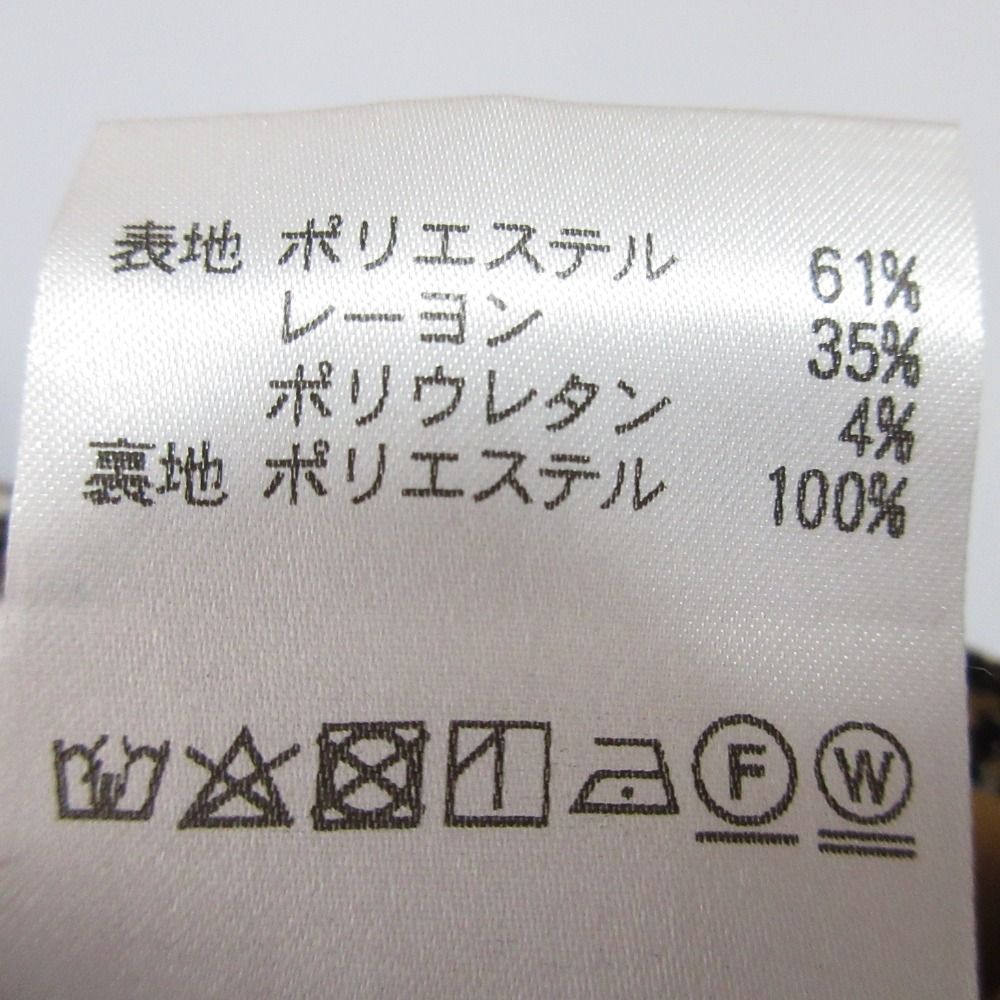 表地 ポリエステル 61%
レーヨン 35%
ポリウレタン 4%
裏地 ポリエステル 100%
F W